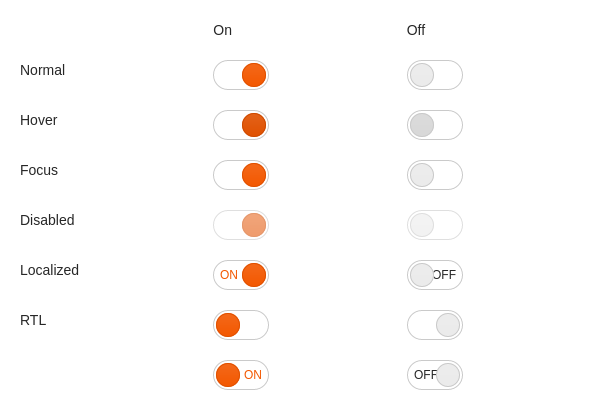 On Off
Normal
Hover
Focus
Disabled
Localized ON OFF
RTL
ON OFF